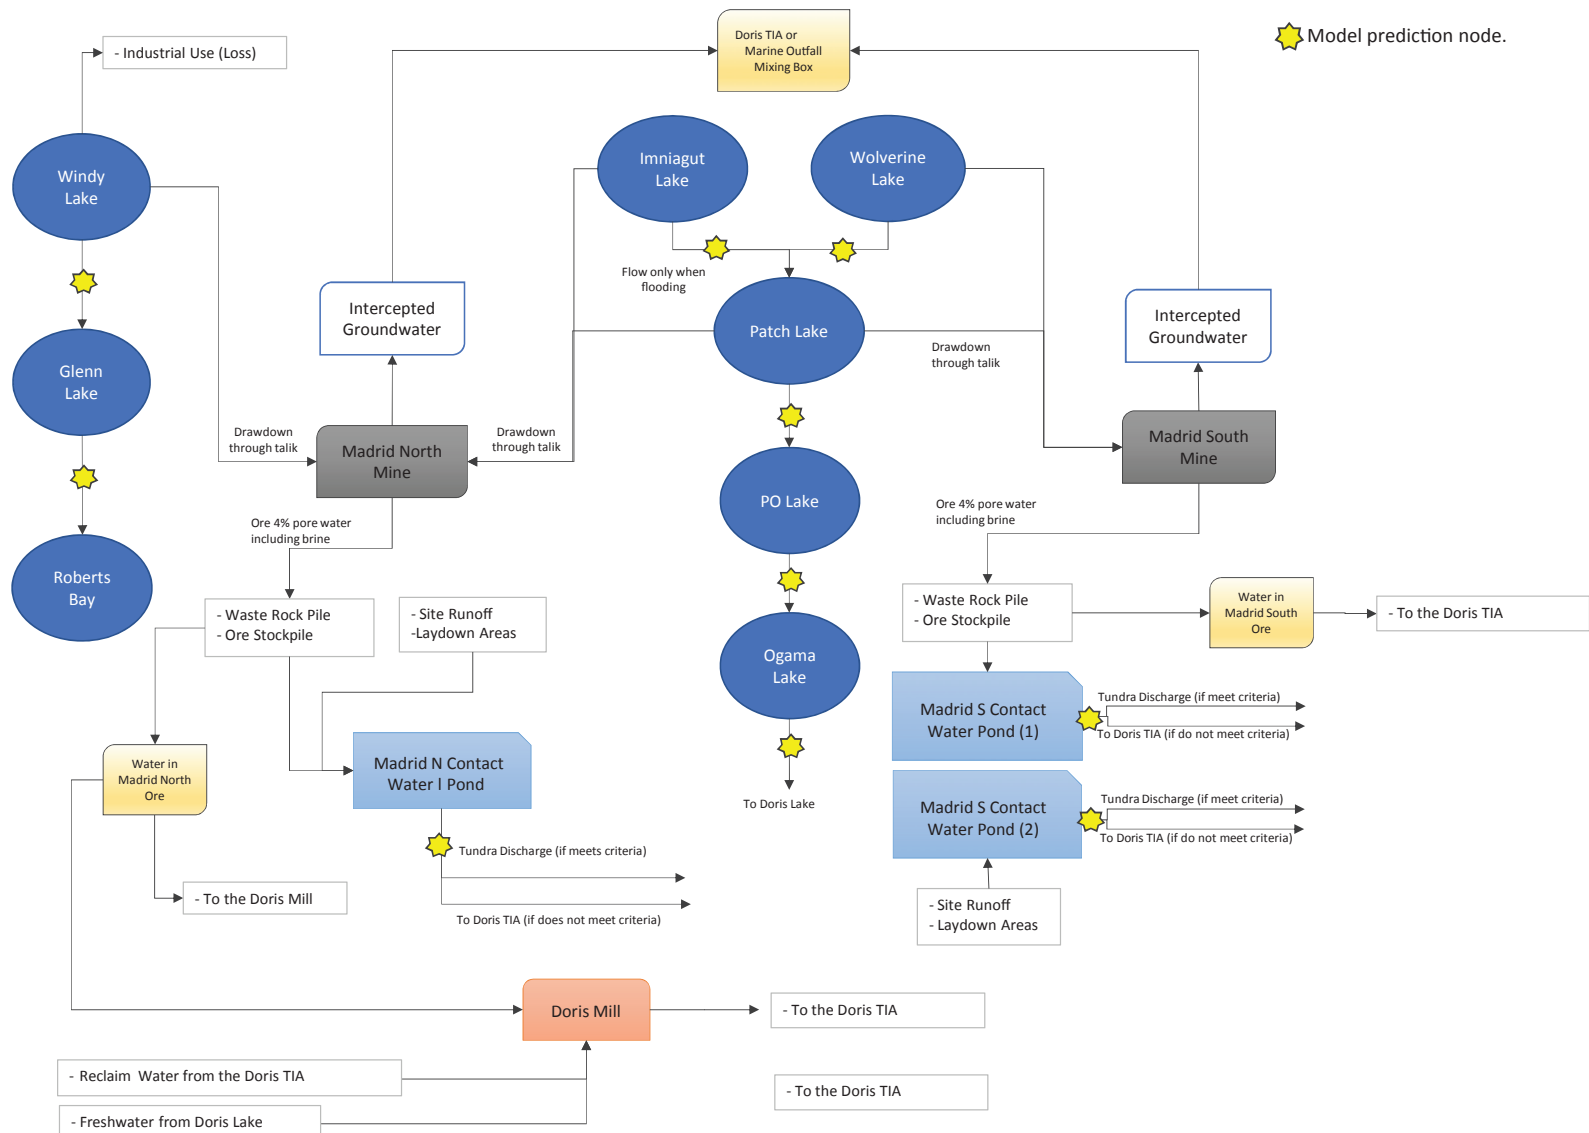 - Industrial Use (Loss)
Doris TIA or
Marine Outfall
Mixing Box
Model prediction node.
Windy
Lake
Imniagut
Lake
Wolverine
Lake
Flow only when
flooding
Intercepted
Groundwater
Patch Lake
Intercepted
Groundwater
Drawdown
through talik
Glenn
Lake
Drawdown
through talik
Madrid North
Mine
Drawdown
through talik
Madrid South
Mine
PO Lake
Ore 4% pore water
including brine
Ore 4% pore water
including brine
Roberts
Bay
- Waste Rock Pile
- Ore Stockpile
- Site Runoff
-Laydown Areas
- Waste Rock Pile
- Ore Stockpile
Water in
Madrid South
Ore
- To the Doris TIA
Ogama
Lake
Madrid S Contact
Water Pond (1)
Tundra Discharge (if meet criteria)
To Doris TIA (if do not meet criteria)
Water in
Madrid North
Ore
Madrid N Contact
Water l Pond
To Doris Lake
Madrid S Contact
Water Pond (2)
Tundra Discharge (if meet criteria)
To Doris TIA (if do not meet criteria)
Tundra Discharge (if meets criteria)
To Doris TIA (if does not meet criteria)
- To the Doris Mill
- Site Runoff
- Laydown Areas
Doris Mill
- To the Doris TIA
- Reclaim  Water from the Doris TIA
- To the Doris TIA
- Freshwater from Doris Lake